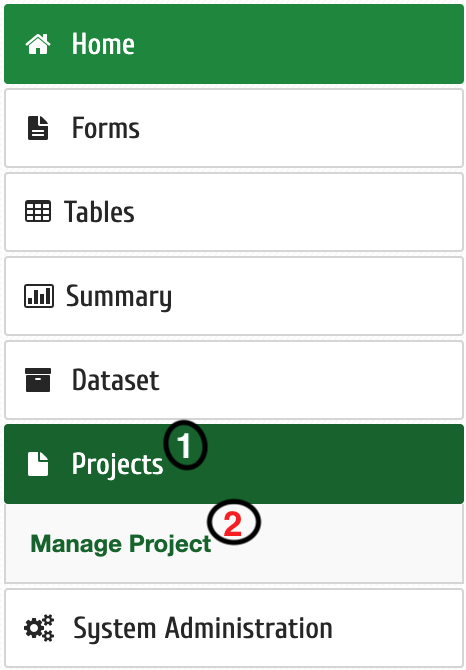 Home
Forms
Tables
Summary
Dataset
Projects 1
Manage Project 2
System Administration